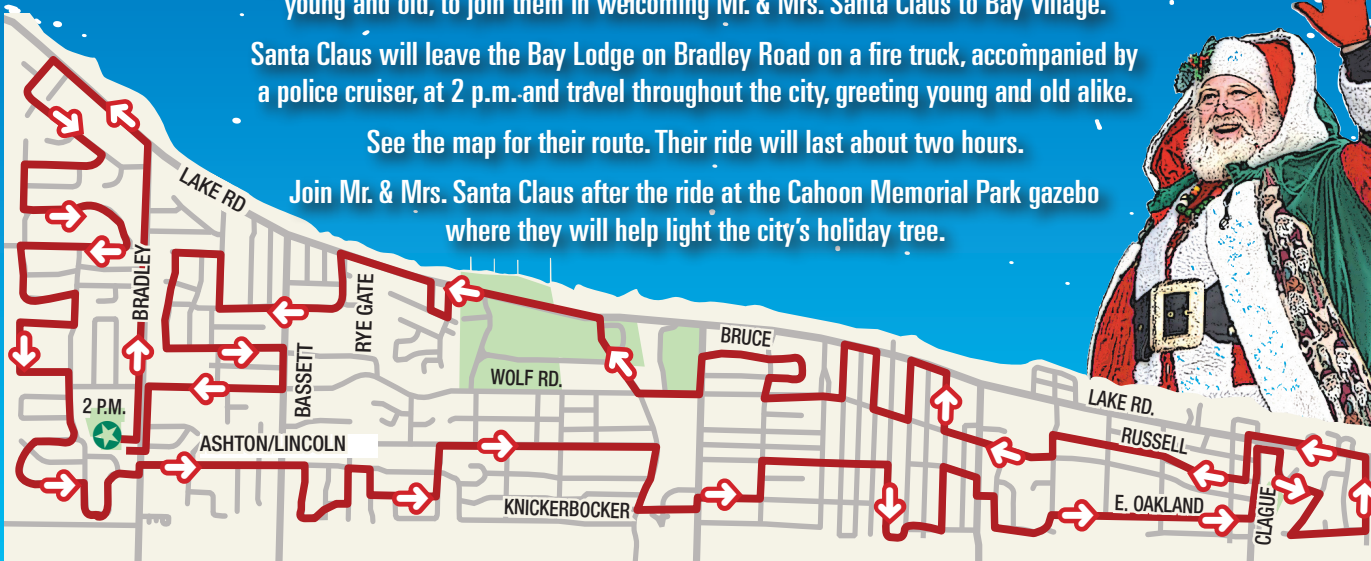 young and old, to join them in welcoming Mr. & Mrs. Santa Claus to Bay Village.
Santa Claus will leave the Bay Lodge on Bradley Road on a fire truck, accompanied by
a police cruiser, at 2 p.m. and travel throughout the city, greeting young and old alike.
See the map for their route. Their ride will last about two hours.
Join Mr. & Mrs. Santa Claus after the ride at the Cahoon Memorial Park gazebo
where they will help light the city's holiday tree.
LAKE RD
BRADLEY
RYE GATE
BASSETT
BRUCE
WOLF RD.
2 P.M.
ASHTON/LINCOLN
LAKE RD.
RUSSELL
KNICKERBOCKER
E. OAKLAND
CLAGUE